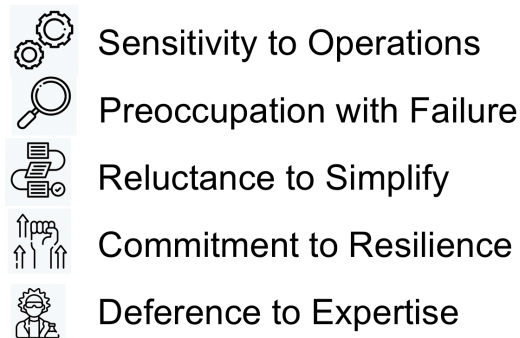 Sensitivity to Operations
Preoccupation with Failure
Reluctance to Simplify
Commitment to Resilience
Deference to Expertise